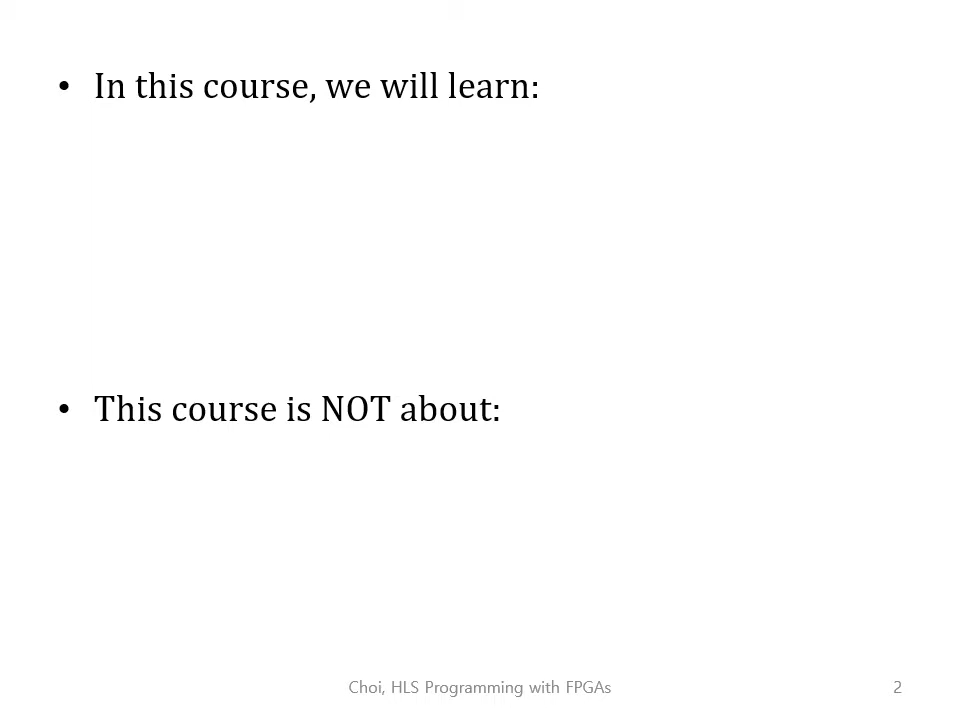 • In this course, we will learn:
• This course is NOT about:
Choi, HLS Programming with FPGAs
2